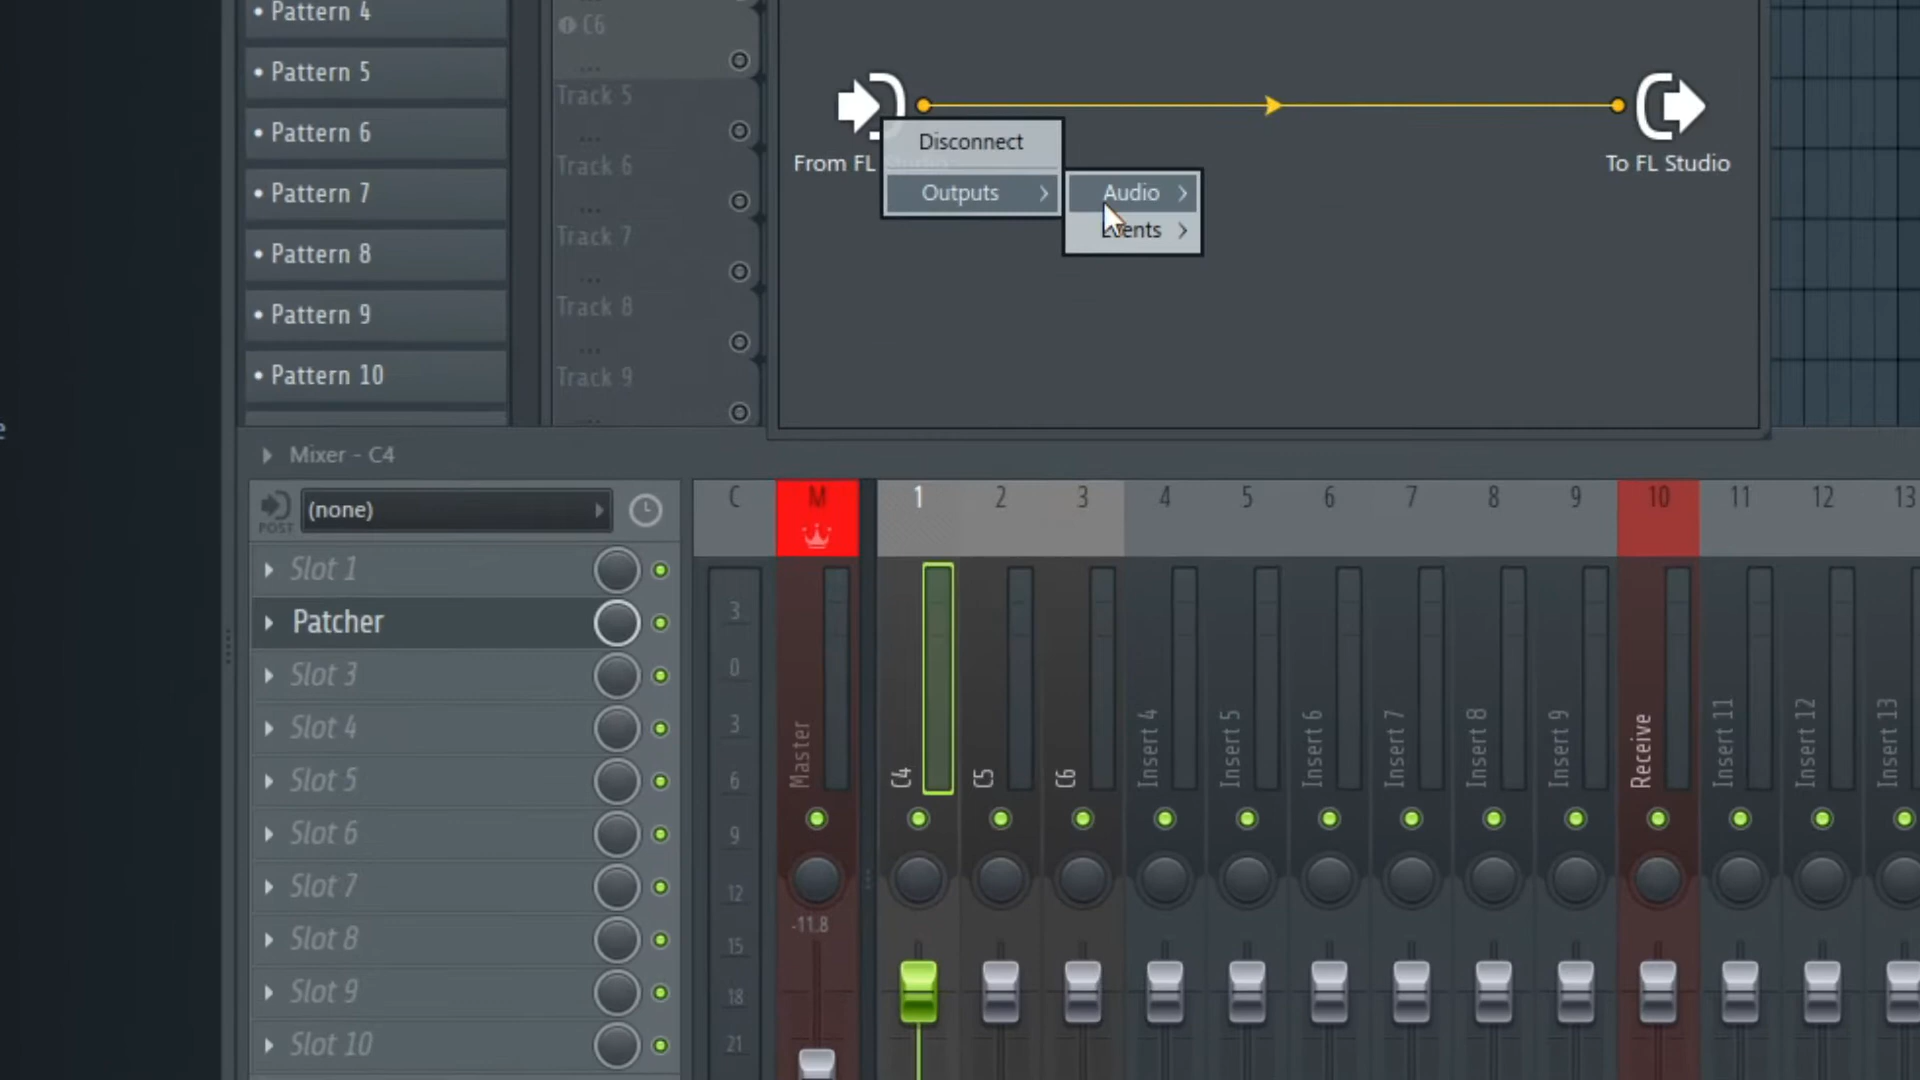 Pattern 4
Pattern 5
Pattern 6
Pattern 7
Pattern 8
Pattern 9
Pattern 10
C6
...
Track 5
...
Track 6
...
Track 7
...
Track 8
...
Track 9
From FL
Disconnect
Outputs
Audio
Events
To FL Studio
e
Mixer - C4
POST
(none)
Slot 1
Patcher
Slot 3
Slot 4
Slot 5
Slot 6
Slot 7
Slot 8
Slot 9
Slot 10
C M 1 2 3 4 5 6 7 8 9 10 11 12 13
3
0
3
6
9
12
15
18
21
Master
-11.8
C4
C5
C6
Insert 4
Insert 5
Insert 6
Insert 7
Insert 8
Insert 9
Receive
Insert 11
Insert 12
Insert 13